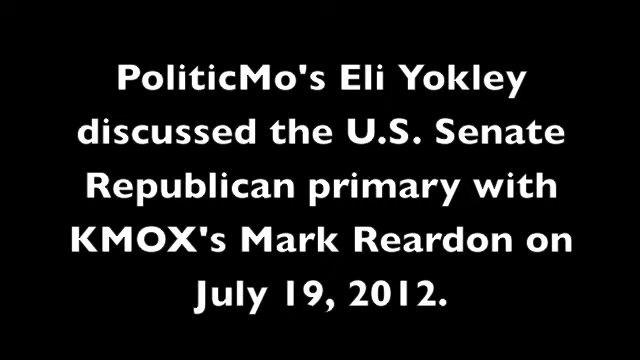 PoliticMo's Eli Yokley
discussed the U.S. Senate
Republican primary with
KMOX's Mark Reardon on
July 19, 2012.